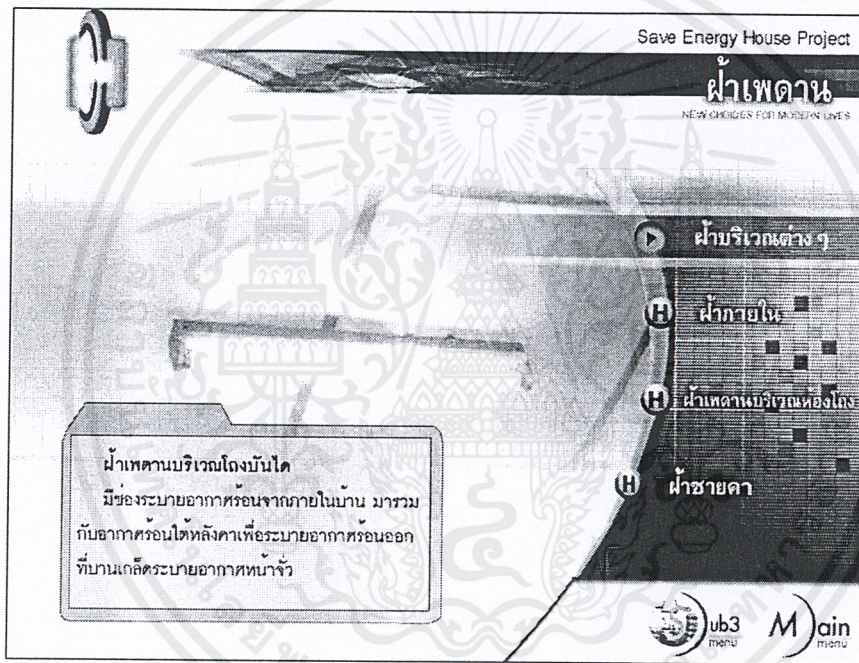 Save Energy House Project
ฝ้าเพดาน
NEW CHOICES FOR MODERN LIVES
ฝ้าบริเวณต่าง ๆ
H ฝ้าภายใน
H ฝ้าเพดานบริเวณห้องโถง
H ฝ้าชายคา
ฝ้าเพดานบริเวณโถงบันได
มีช่องระบายอากาศร้อนจากภายในบ้าน มารวม
กับอากาศร้อนใต้หลังคาเพื่อระบายอากาศร้อนออก
ที่บานเกล็ดระบายอากาศหน้าจั่ว
Sub3 menu
Main menu